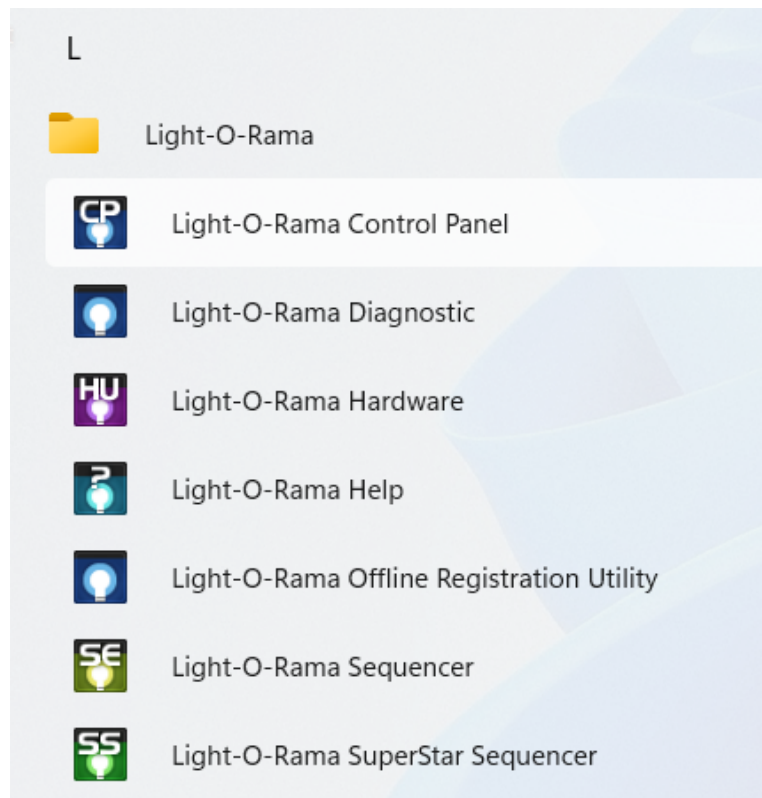 L
Light-O-Rama
CP
Light-O-Rama Control Panel
Light-O-Rama Diagnostic
HU
Light-O-Rama Hardware
?
Light-O-Rama Help
Light-O-Rama Offline Registration Utility
SE
Light-O-Rama Sequencer
SS
Light-O-Rama SuperStar Sequencer